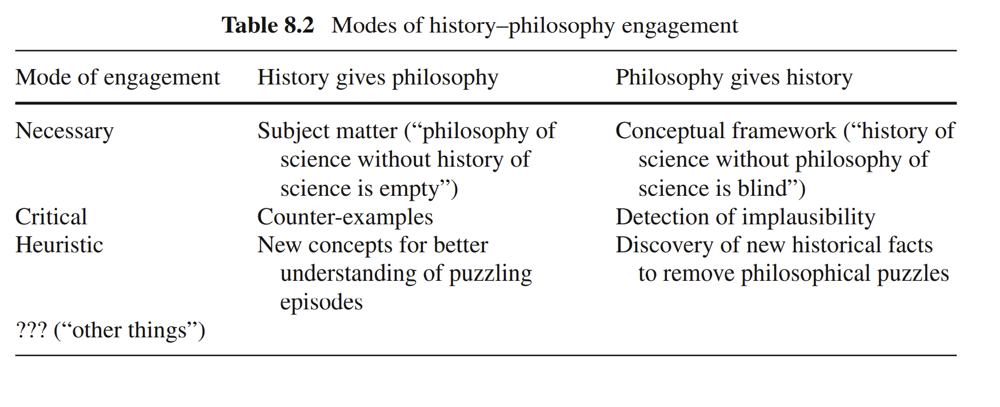 Table 8.2 Modes of history–philosophy engagement
Mode of engagement History gives philosophy Philosophy gives history
Necessary Subject matter (“philosophy of Conceptual framework (“history of
science without history of science without philosophy of
science is empty”) science is blind”)
Critical Counter-examples Detection of implausibility
Heuristic New concepts for better Discovery of new historical facts
understanding of puzzling to remove philosophical puzzles
episodes
??? (“other things”)